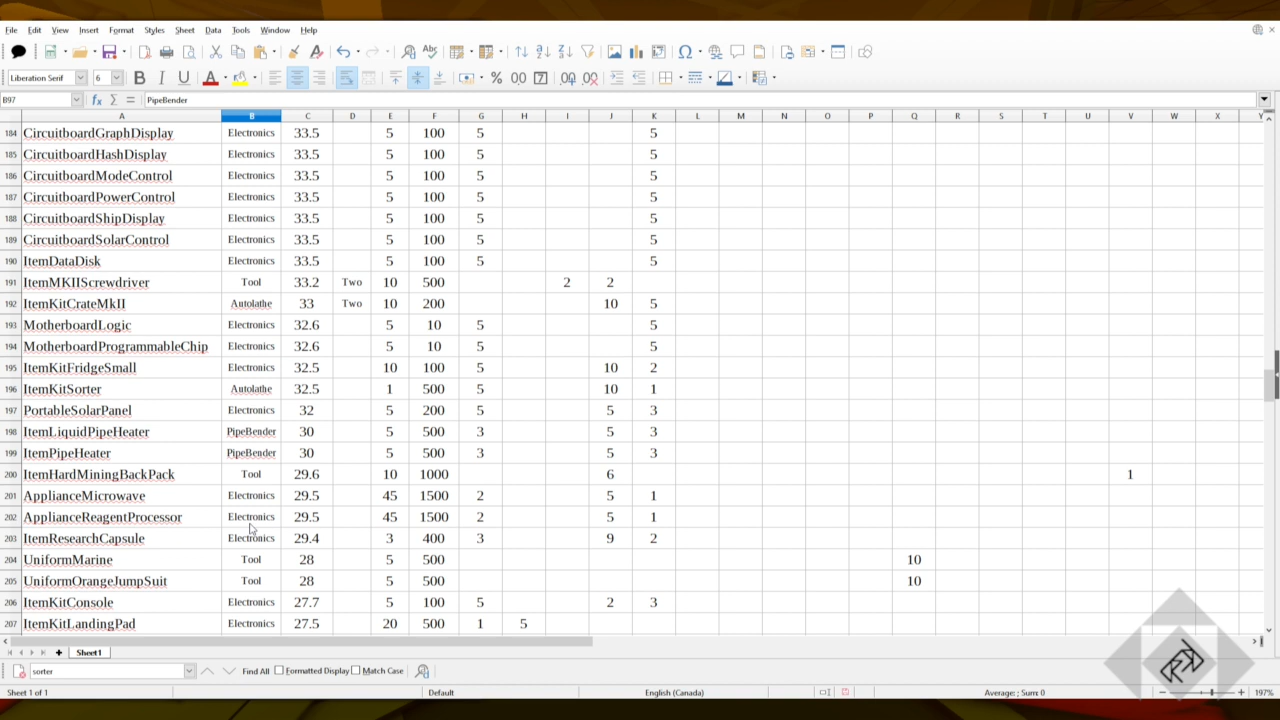 File Edit View Insert Format Styles Sheet Data Tools Window Help
Liberation Serif 6
B97 PipeBender
A B C D E F G H I J K L M N O P Q R S T U V W X Y
184 CircuitboardGraphDisplay Electronics 33.5 5 100 5 5
185 CircuitboardHashDisplay Electronics 33.5 5 100 5 5
186 CircuitboardModeControl Electronics 33.5 5 100 5 5
187 CircuitboardPowerControl Electronics 33.5 5 100 5 5
188 CircuitboardShipDisplay Electronics 33.5 5 100 5 5
189 CircuitboardSolarControl Electronics 33.5 5 100 5 5
190 ItemDataDisk Electronics 33.5 5 100 5 5
191 ItemMKIIScrewdriver Tool 33.2 Two 10 500 2 2
192 ItemKitCrateMkII Autolathe 33 Two 10 200 10 5
193 MotherboardLogic Electronics 32.6 5 10 5 5
194 MotherboardProgrammableChip Electronics 32.6 5 10 5 5
195 ItemKitFridgeSmall Electronics 32.5 10 100 5 10 2
196 ItemKitSorter Autolathe 32.5 1 500 5 10 1
197 PortableSolarPanel Electronics 32 5 200 5 5 3
198 ItemLiquidPipeHeater PipeBender 30 5 500 3 5 3
199 ItemPipeHeater PipeBender 30 5 500 3 5 3
200 ItemHardMiningBackPack Tool 29.6 10 1000 6 1
201 ApplianceMicrowave Electronics 29.5 45 1500 2 5 1
202 ApplianceReagentProcessor Electronics 29.5 45 1500 2 5 1
203 ItemResearchCapsule Electronics 29.4 3 400 3 9 2
204 UniformMarine Tool 28 5 500 10
205 UniformOrangeJumpSuit Tool 28 5 500 10
206 ItemKitConsole Electronics 27.7 5 100 5 2 3
207 ItemKitLandingPad Electronics 27.5 20 500 1 5
Sheet1
sorter Find All Formatted Display Match Case
Sheet 1 of 1 Default English (Canada) Average: ; Sum: 0 197%